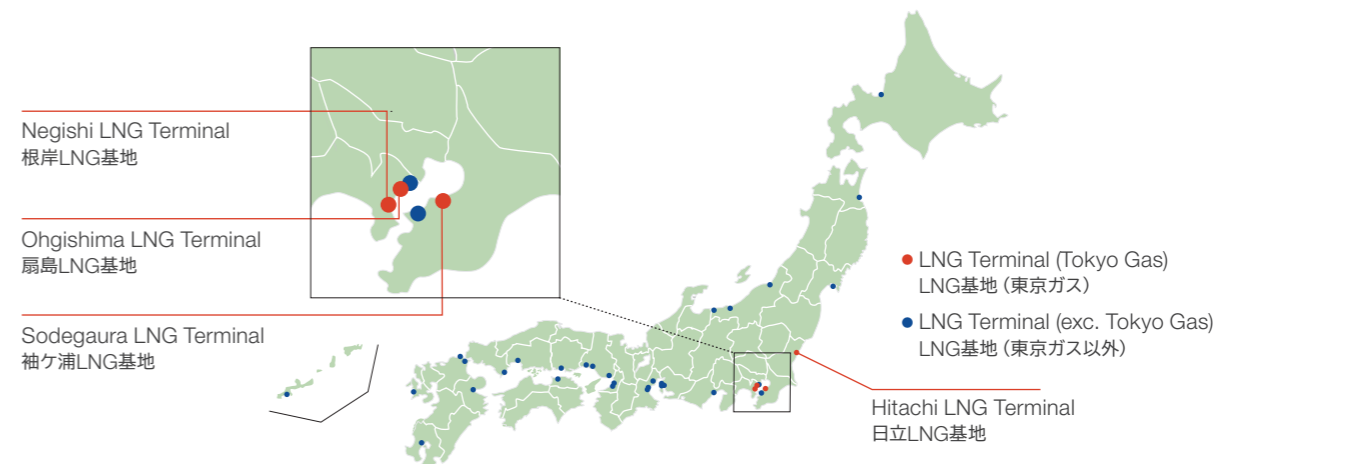 Negishi LNG Terminal
根岸LNG基地
Ohgishima LNG Terminal
扇島LNG基地
Sodegaura LNG Terminal
袖ケ浦LNG基地
LNG Terminal (Tokyo Gas)
LNG基地（東京ガス）
LNG Terminal (exc. Tokyo Gas)
LNG基地（東京ガス以外）
Hitachi LNG Terminal
日立LNG基地